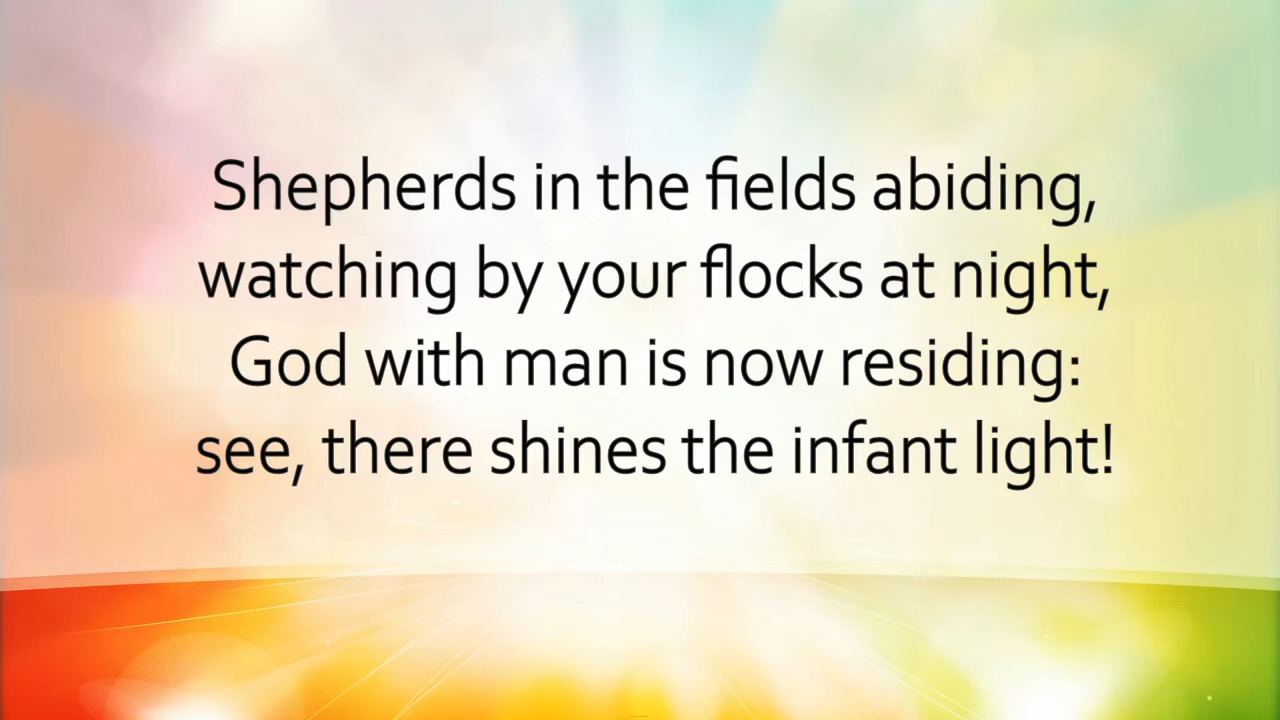 Shepherds in the fields abiding,
watching by your flocks at night,
God with man is now residing:
see, there shines the infant light!